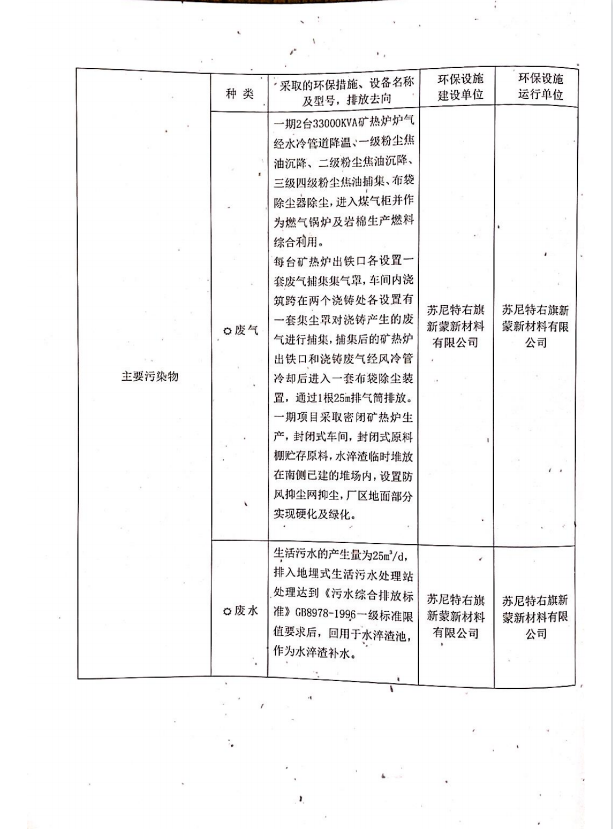 种 类
采取的环保措施、设备名称
及型号，排放去向
环保设施
建设单位
环保设施
运行单位
主要污染物
✪废气
一期2台33000KVA矿热炉炉气
经水冷管道降温、一级粉尘焦
油沉降、二级粉尘焦油沉降、
三级四级粉尘焦油捕集、布袋
除尘器除尘，进入煤气柜并作
为燃气锅炉及岩棉生产燃料
综合利用。
每台矿热炉出铁口各设置一
套废气捕集集气罩，车间内浇
筑跨在两个浇铸处各设置有
一套集尘罩对浇铸产生的废
气进行捕集，捕集后的矿热炉
出铁口和浇铸废气经风冷管
冷却后进入一套布袋除尘装
置，通过1根25m排气筒排放。
一期项目采取密闭矿热炉生
产，封闭式车间，封闭式原料
棚贮存原料，水淬渣临时堆放
在南侧已建的堆场内，设置防
风抑尘网抑尘，厂区地面部分
实现硬化及绿化。
苏尼特右旗
新蒙新材料
有限公司
苏尼特右旗新
蒙新材料有限
公司
✪废水
生活污水的产生量为25m³/d，
排入地埋式生活污水处理站
处理达到《污水综合排放标
准》GB8978-1996一级标准限
值要求后，回用于水淬渣池，
作为水淬渣补水。
苏尼特右旗
新蒙新材料
有限公司
苏尼特右旗新
蒙新材料有限
公司